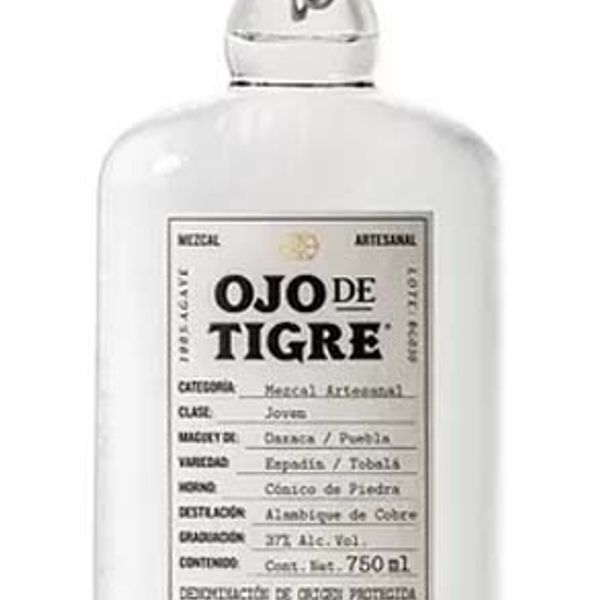 MEZCAL ARTESANAL
100% AGAVE
OJO DE
TIGRE
CATEGORÍA: Mezcal Artesanal
CLASE: Joven
MAGUEY DE: Oaxaca / Puebla
VARIEDAD: Espadín / Tobalá
HORNO: Cónico de Piedra
DESTILACIÓN: Alambique de Cobre
GRADUACIÓN: 37% Alc. Vol.
CONTENIDO: Cont. Net. 750 ml
DENOMINACIÓN DE ORIGEN PROTEGIDA